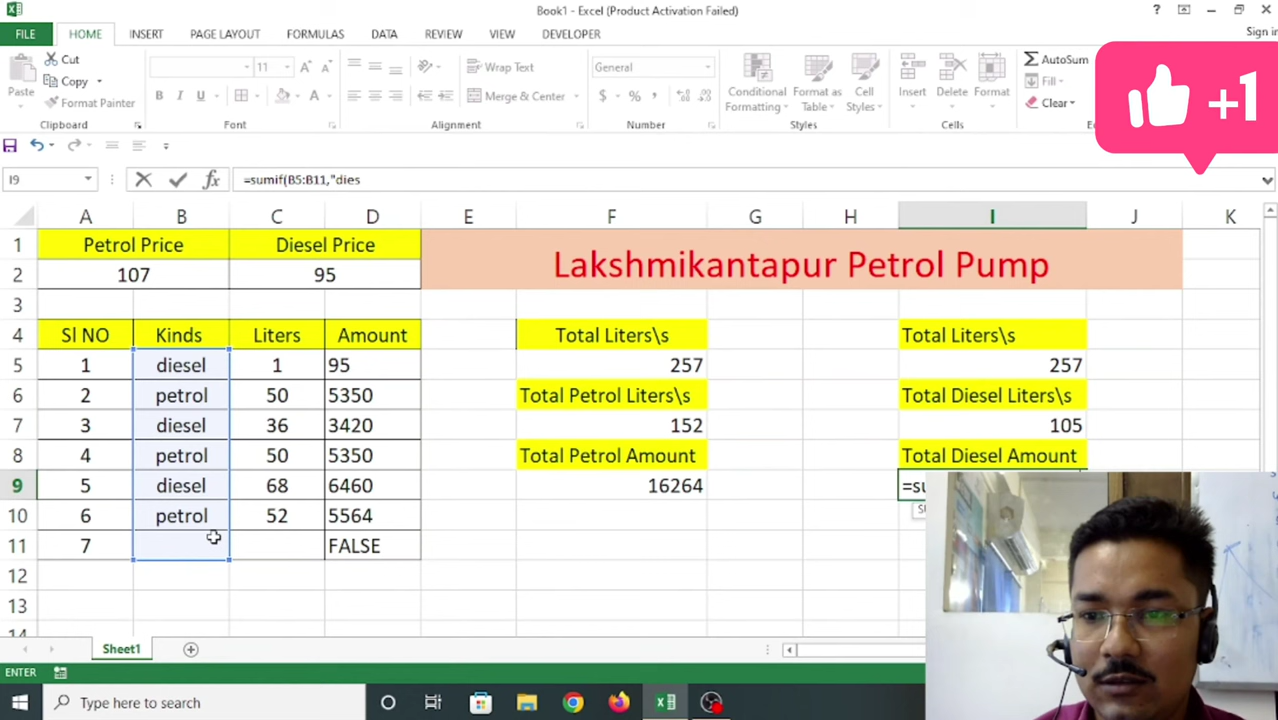 Book1 - Excel (Product Activation Failed)
FILE HOME INSERT PAGE LAYOUT FORMULAS DATA REVIEW VIEW DEVELOPER Sign in
Cut
Copy
Format Painter
Paste
Clipboard
11 A A
B I U A
Font
Wrap Text
Merge & Center
Alignment
General
$ % ,
Number
Conditional Formatting
Format as Table
Cell Styles
Styles
Insert Delete Format
Cells
AutoSum
Fill
Clear
+1
I9 fx =sumif(B5:B11,"dies
A B C D E F G H I J K
1 Petrol Price Diesel Price
Lakshmikantapur Petrol Pump
2 107 95
3
4 Sl NO Kinds Liters Amount Total Liters\s Total Liters\s
5 1 diesel 1 95 257 257
6 2 petrol 50 5350 Total Petrol Liters\s Total Diesel Liters\s
7 3 diesel 36 3420 152 105
8 4 petrol 50 5350 Total Petrol Amount Total Diesel Amount
9 5 diesel 68 6460 16264 =su
10 6 petrol 52 5564
11 7 FALSE
12
13
14
Sheet1
ENTER
Type here to search